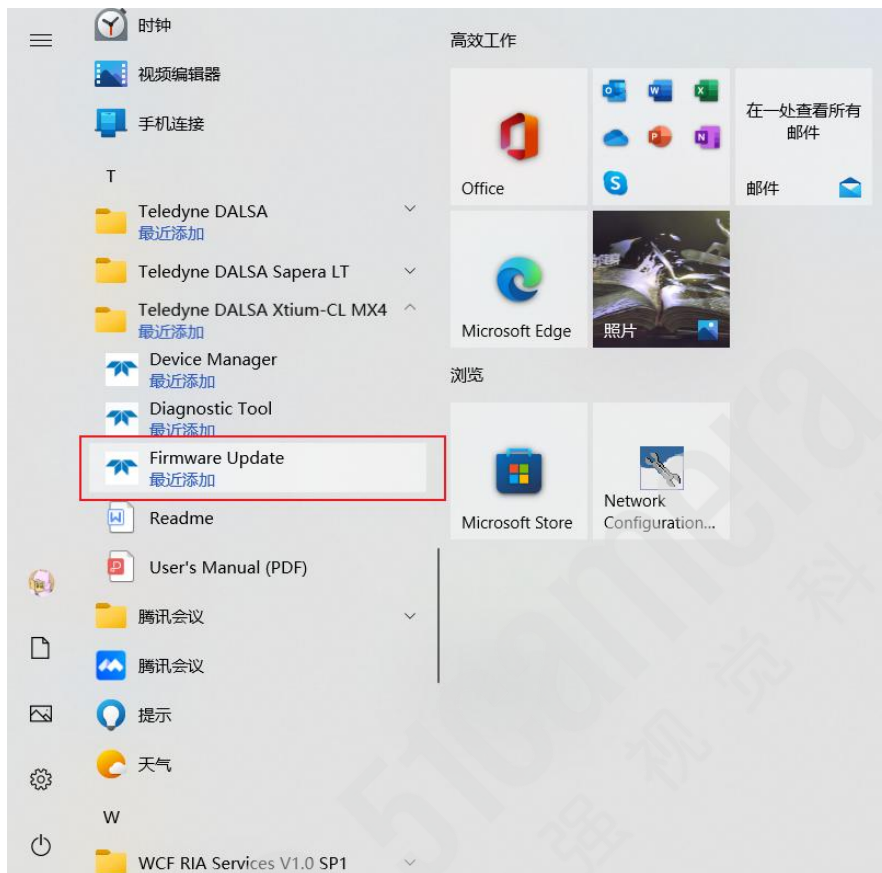 时钟
视频编辑器
手机连接
T
Teledyne DALSA
最近添加
Teledyne DALSA Sapera LT
Teledyne DALSA Xtium-CL MX4
最近添加
Device Manager
最近添加
Diagnostic Tool
最近添加
Firmware Update
最近添加
Readme
User's Manual (PDF)
腾讯会议
腾讯会议
提示
天气
W
WCF RIA Services V1.0 SP1
高效工作
Office
在一处查看所有
邮件
邮件
Microsoft Edge
照片
浏览
Microsoft Store
Network
Configuration...
510amera
强视觉科